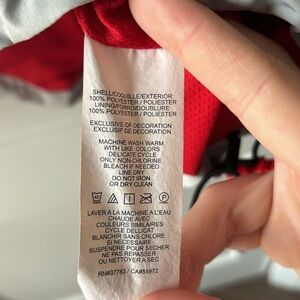 SHELL/COQUILLE/EXTERIOR
100% POLYESTER / POLIESTER
LINING/FORRO/DOUBLURE:
100% POLYESTER / POLIESTER
EXCLUSIVE OF DECORATION
EXCLUSIF DE DECORATION
MACHINE WASH WARM
WITH LIKE COLORS
DELICATE CYCLE
ONLY NON-CHLORINE
BLEACH IF NEEDED
LINE DRY
DO NOT IRON
OR DRY CLEAN
LAVER A LA MACHINE A L'EAU
CHAUDE AVEC
COULEURS SIMILAIRES
CYCLE DELICAT
BLANCHIR SANS CHLORE
SI NECESSAIRE
SUSPENDRE POUR SECHER
NE PAS REPASSER
OU NETTOYER A SEC
RN#37763 / CA#55972